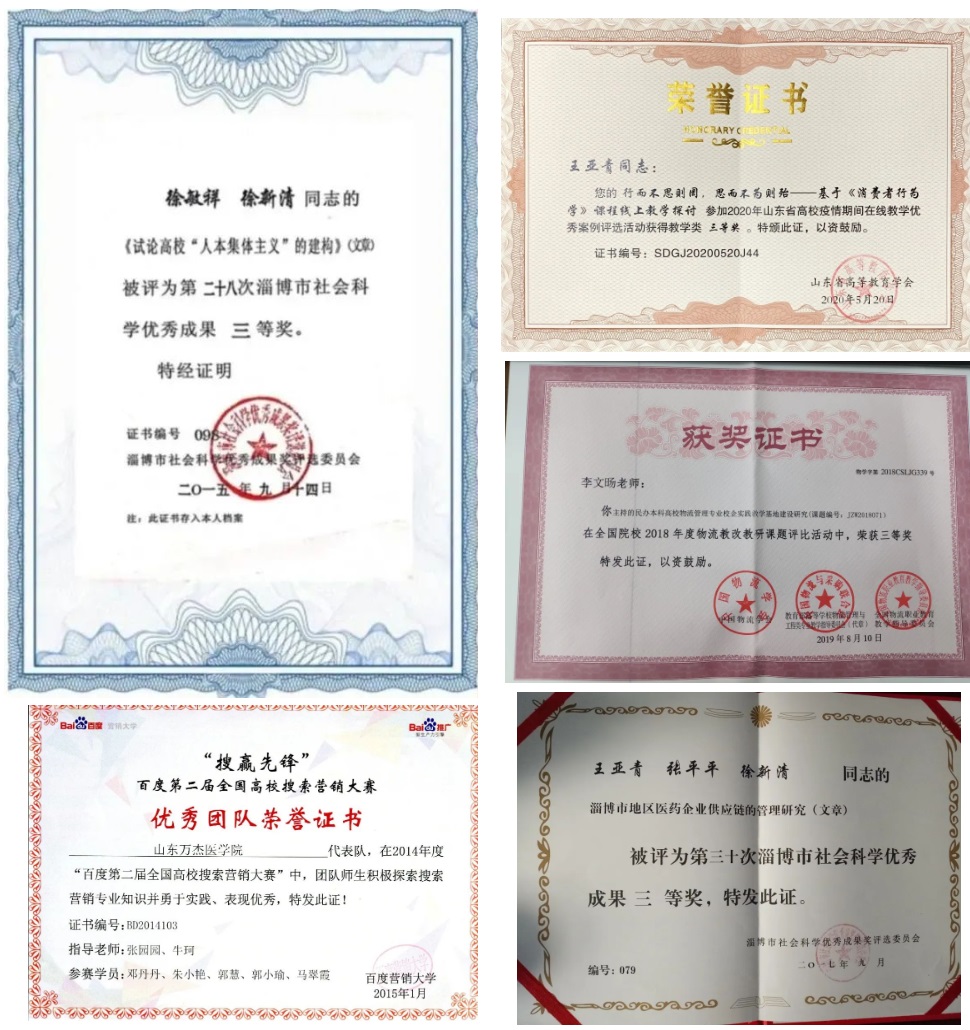 徐敏祥 徐新清 同志的
《试论高校“人本集体主义”的建构》(文章)
被评为第 二十八次淄博市社会科
学优秀成果 三 等奖。
特经证明
证书编号 098
淄博市社会科学优秀成果奖评选委员会
二〇一五年九月十四日
注：此证书存入本人档案
荣誉证书
HONORARY CREDENTIAL
王亚青同志：
您的 行而不思则罔，思而不为则殆——基于《消费者行为
学》课程线上教学探讨 参加2020年山东省高校疫情期间在线教学优
秀案例评选活动获得教学类 三等奖 。特颁此证，以资鼓励。
证书编号：SDGJ20200520J44
山东省高等教育学会
2020年5月20日
获奖证书
物学字第 2018CSLJG339 号
李文旸老师：
你主持的民办本科高校物流管理专业校企实践教学基地建设研究(课题编号：JZW2018071)
在全国院校 2018 年度物流教改教研课题评比活动中，荣获三等奖
特发此证，以资鼓励。
中国物流学会
2019 年 8 月 10 日
Bai百度 营销大学
Bai百度推广
“搜赢先锋”
百度第二届全国高校搜索营销大赛
优秀团队荣誉证书
山东万杰医学院 代表队，在2014年度
“百度第二届全国高校搜索营销大赛”中，团队师生积极探索搜索
营销专业知识并勇于实践、表现优秀，特发此证！
证书编号:BD2014103
指导老师:张园园、牛珂
参赛学员:邓丹丹、朱小艳、郭慧、郭小瑜、马翠霞
百度营销大学
2015年1月
王亚青 张平平 徐新清 同志的
淄博市地区医药企业供应链的管理研究（文章）
被评为第三十次淄博市社会科学优秀
成果 三 等奖，特发此证。
淄博市社会科学优秀成果奖评选委员会
编号: 079
二〇一七年 九 月